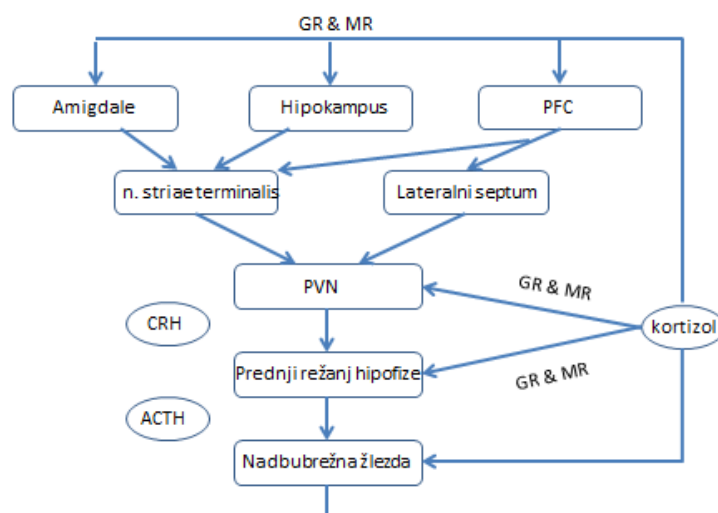 GR & MR
Amigdale
Hipokampus
PFC
n. striae terminalis
Lateralni septum
PVN
GR & MR
CRH
kortizol
Prednji režanj hipofize
GR & MR
ACTH
Nadbubrežna žlezda